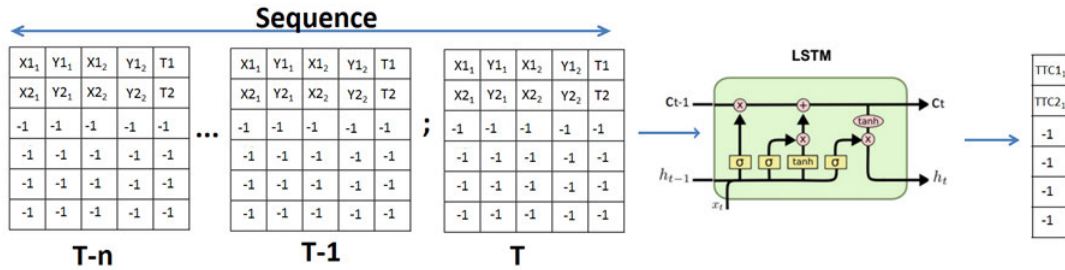 Sequence
X1₁ Y1₁ X1₂ Y1₂ T1
X2₁ Y2₁ X2₂ Y2₂ T2
-1 -1 -1 -1 -1
-1 -1 -1 -1 -1
-1 -1 -1 -1 -1
-1 -1 -1 -1 -1
T-n
...
X1₁ Y1₁ X1₂ Y1₂ T1
X2₁ Y2₁ X2₂ Y2₂ T2
-1 -1 -1 -1 -1
-1 -1 -1 -1 -1
-1 -1 -1 -1 -1
-1 -1 -1 -1 -1
T-1
;
X1₁ Y1₁ X1₂ Y1₂ T1
X2₁ Y2₁ X2₂ Y2₂ T2
-1 -1 -1 -1 -1
-1 -1 -1 -1 -1
-1 -1 -1 -1 -1
-1 -1 -1 -1 -1
T
LSTM
Ct-1 x + Ct
tanh
x x
σ σ tanh σ
hₜ₋₁ hₜ
xₜ
TTC1₁
TTC2₁
-1
-1
-1
-1